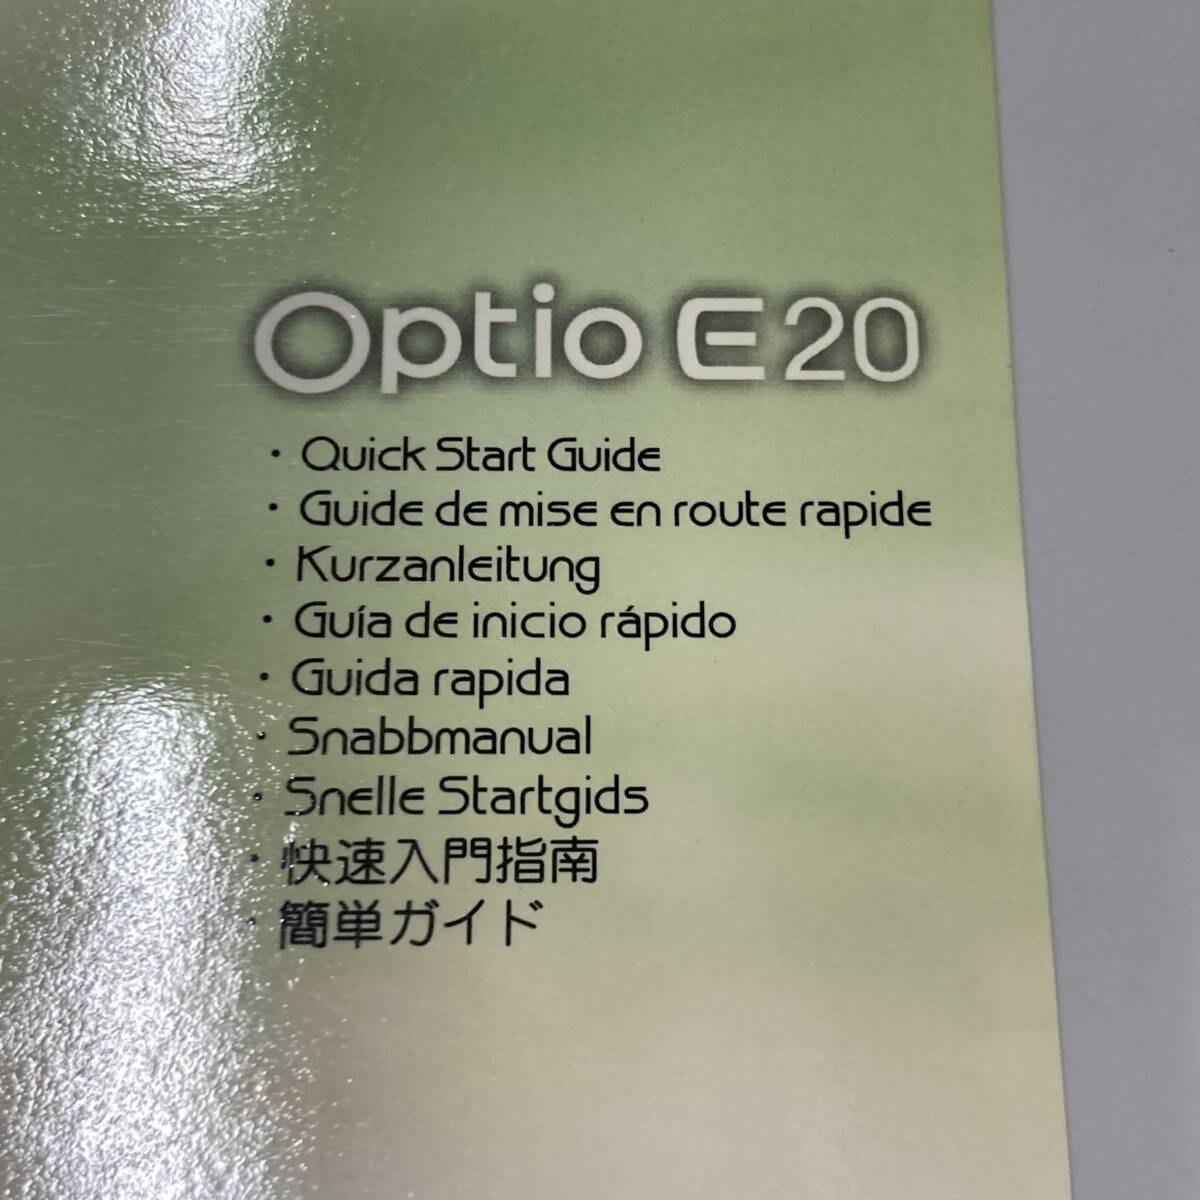 Optio E20
· Quick Start Guide
· Guide de mise en route rapide
· Kurzanleitung
· Guía de inicio rápido
· Guida rapida
· Snabbmanual
· Snelle Startgids
· 快速入門指南
· 簡単ガイド